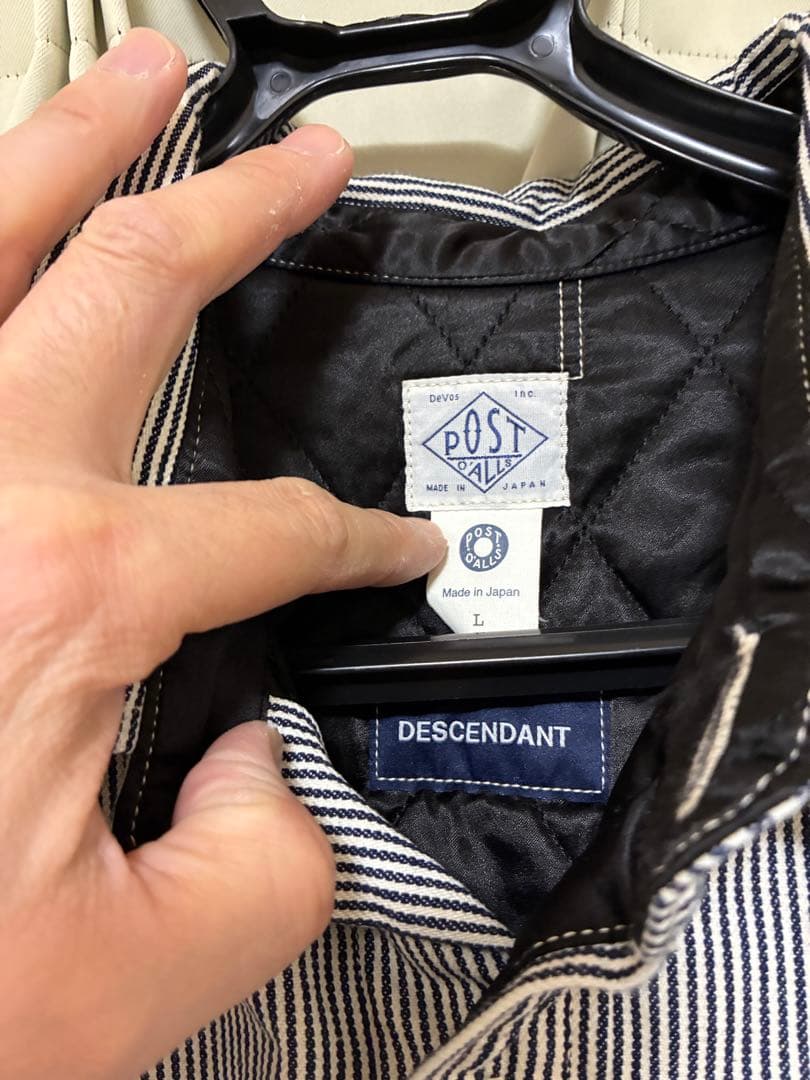 DeVos Inc.
POST
O'ALLS
MADE IN JAPAN
POST
O'ALLS
Made in Japan
L
DESCENDANT